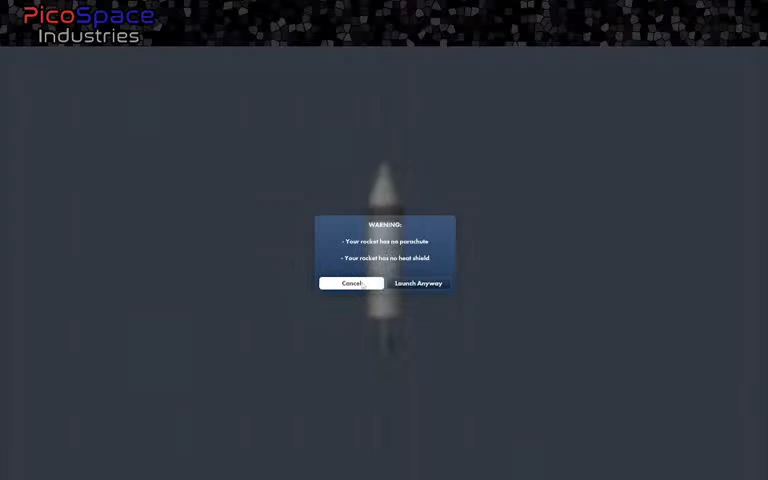 PicoSpace
Industries
WARNING:
- Your rocket has no parachute
- Your rocket has no heat shield
Cancel
Launch Anyway